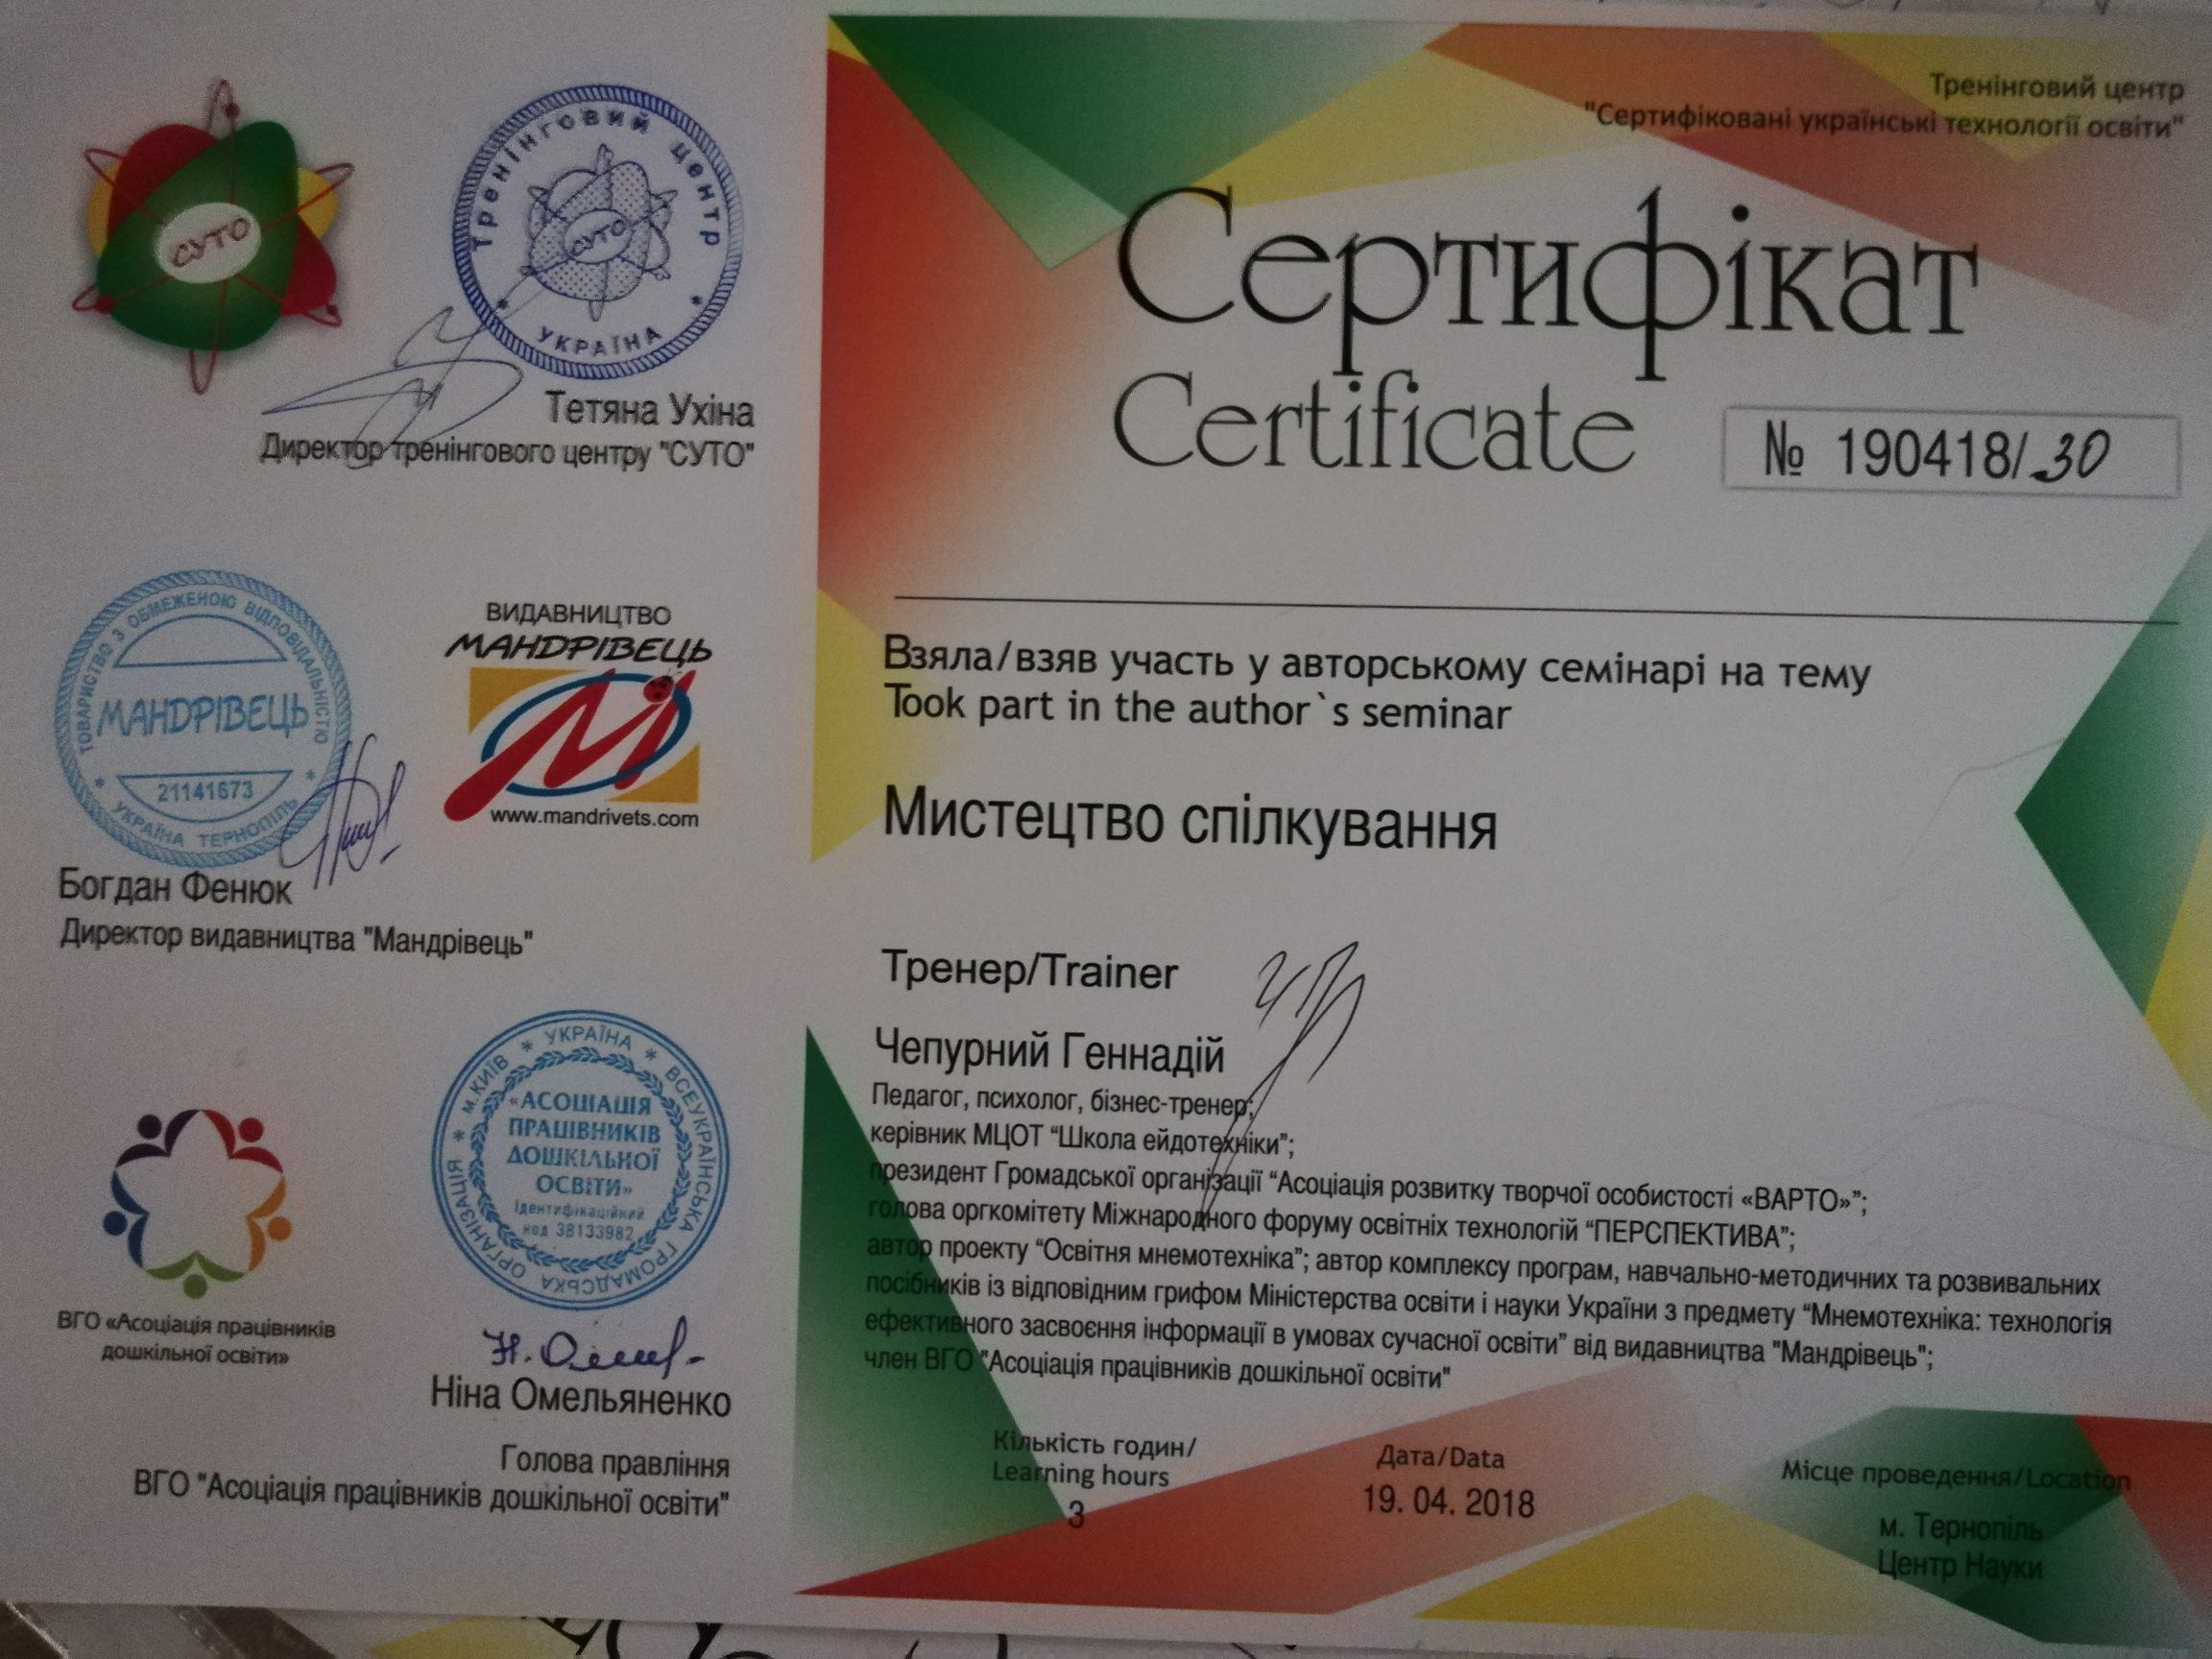 СУТО
Тренінговий центр
СУТО
* УКРАЇНА *
Тетяна Ухіна
Директор тренінгового центру "СУТО"
ТОВАРИСТВО З ОБМЕЖЕНОЮ ВІДПОВІДАЛЬНІСТЮ
МАНДРІВЕЦЬ
21141673
* УКРАЇНА ТЕРНОПІЛЬ *
ВИДАВНИЦТВО
МАНДРІВЕЦЬ
www.mandrivets.com
Богдан Фенюк
Директор видавництва "Мандрівець"
* М.КИЇВ * УКРАЇНА * ВСЕУКРАЇНСЬКА ГРОМАДСЬКА ОРГАНІЗАЦІЯ
«АСОЦІАЦІЯ
ПРАЦІВНИКІВ
ДОШКІЛЬНОЇ
ОСВІТИ»
Ідентифікаційний
код 38133982
ВГО «Асоціація працівників
дошкільної освіти»
Ніна Омельяненко
Голова правління
ВГО "Асоціація працівників дошкільної освіти"
Тренінговий центр
"Сертифіковані українські технології освіти"
Сертифікат
Certificate
№ 190418/30
Взяла/взяв участь у авторському семінарі на тему
Took part in the author`s seminar
Мистецтво спілкування
Тренер/Trainer
Чепурний Геннадій
Педагог, психолог, бізнес-тренер;
керівник МЦОТ “Школа ейдотехніки”;
президент Громадської організації “Асоціація розвитку творчої особистості «ВАРТО»”;
голова оргкомітету Міжнародного форуму освітніх технологій “ПЕРСПЕКТИВА”;
автор проекту “Освітня мнемотехніка”; автор комплексу програм, навчально-методичних та розвивальних
посібників із відповідним грифом Міністерства освіти і науки України з предмету “Мнемотехніка: технологія
ефективного засвоєння інформації в умовах сучасної освіти” від видавництва "Мандрівець";
член ВГО "Асоціація працівників дошкільної освіти"
Кількість годин/
Learning hours
3
Дата/Data
19. 04. 2018
Місце проведення/Location
м. Тернопіль
Центр Науки